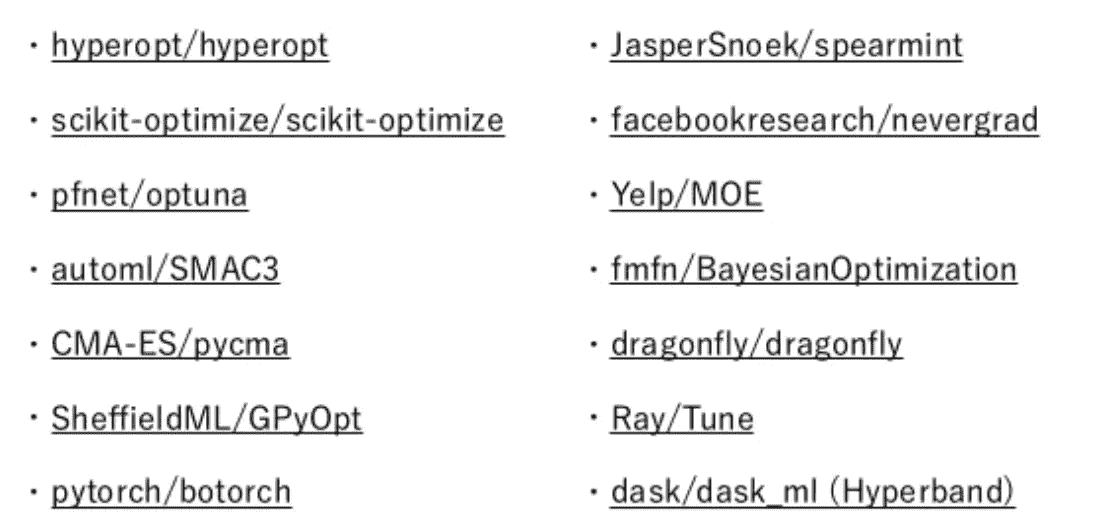 ・hyperopt/hyperopt
・scikit-optimize/scikit-optimize
・pfnet/optuna
・automl/SMAC3
・CMA-ES/pycma
・SheffieldML/GPyOpt
・pytorch/botorch
・JasperSnoek/spearmint
・facebookresearch/nevergrad
・Yelp/MOE
・fmfn/BayesianOptimization
・dragonfly/dragonfly
・Ray/Tune
・dask/dask_ml (Hyperband)